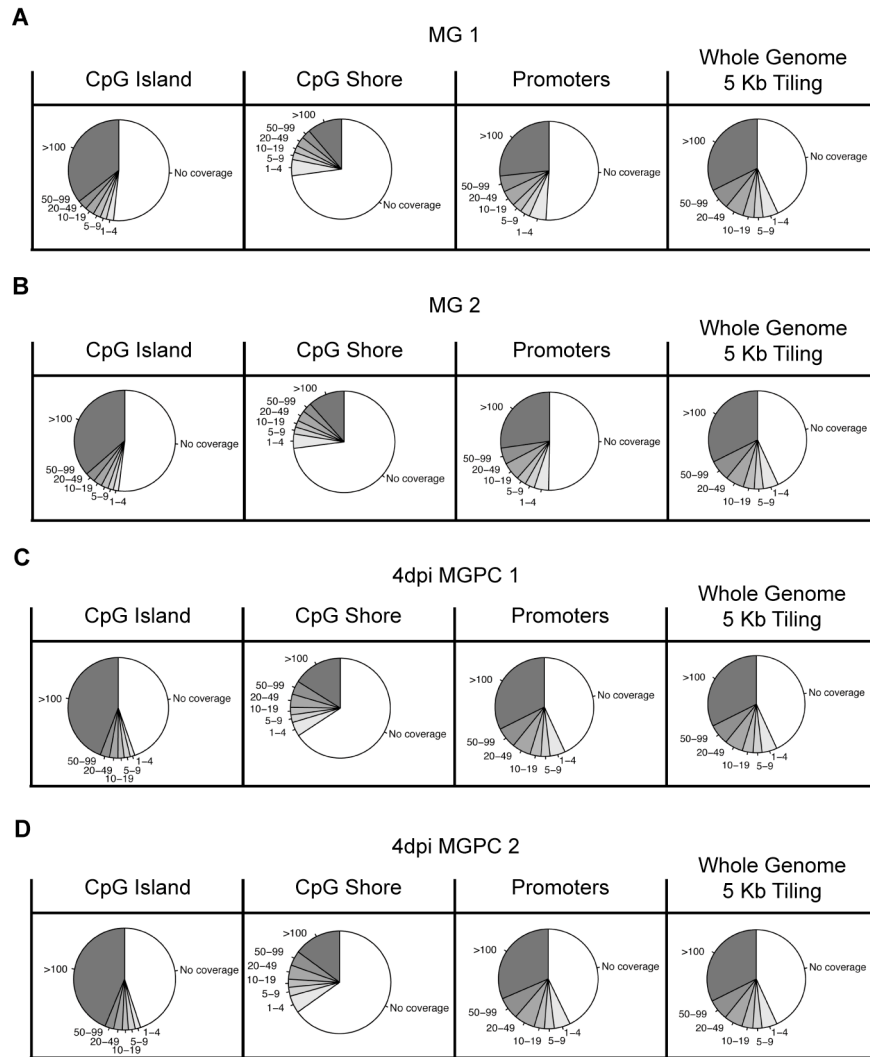 A
MG 1
CpG Island
CpG Shore
Promoters
Whole Genome
5 Kb Tiling
>100
50–99
20–49
10–19
5–9
1–4
No coverage
>100
50–99
20–49
10–19
5–9
1–4
No coverage
>100
50–99
20–49
10–19
5–9
1–4
No coverage
>100
50–99
20–49
10–19
5–9
1–4
No coverage
B
MG 2
CpG Island
CpG Shore
Promoters
Whole Genome
5 Kb Tiling
>100
50–99
20–49
10–19
5–9
1–4
No coverage
>100
50–99
20–49
10–19
5–9
1–4
No coverage
>100
50–99
20–49
10–19
5–9
1–4
No coverage
>100
50–99
20–49
10–19
5–9
1–4
No coverage
C
4dpi MGPC 1
CpG Island
CpG Shore
Promoters
Whole Genome
5 Kb Tiling
>100
50–99
20–49
10–19
5–9
1–4
No coverage
>100
50–99
20–49
10–19
5–9
1–4
No coverage
>100
50–99
20–49
10–19
5–9
1–4
No coverage
>100
50–99
20–49
10–19
5–9
1–4
No coverage
D
4dpi MGPC 2
CpG Island
CpG Shore
Promoters
Whole Genome
5 Kb Tiling
>100
50–99
20–49
10–19
5–9
1–4
No coverage
>100
50–99
20–49
10–19
5–9
1–4
No coverage
>100
50–99
20–49
10–19
5–9
1–4
No coverage
>100
50–99
20–49
10–19
5–9
1–4
No coverage